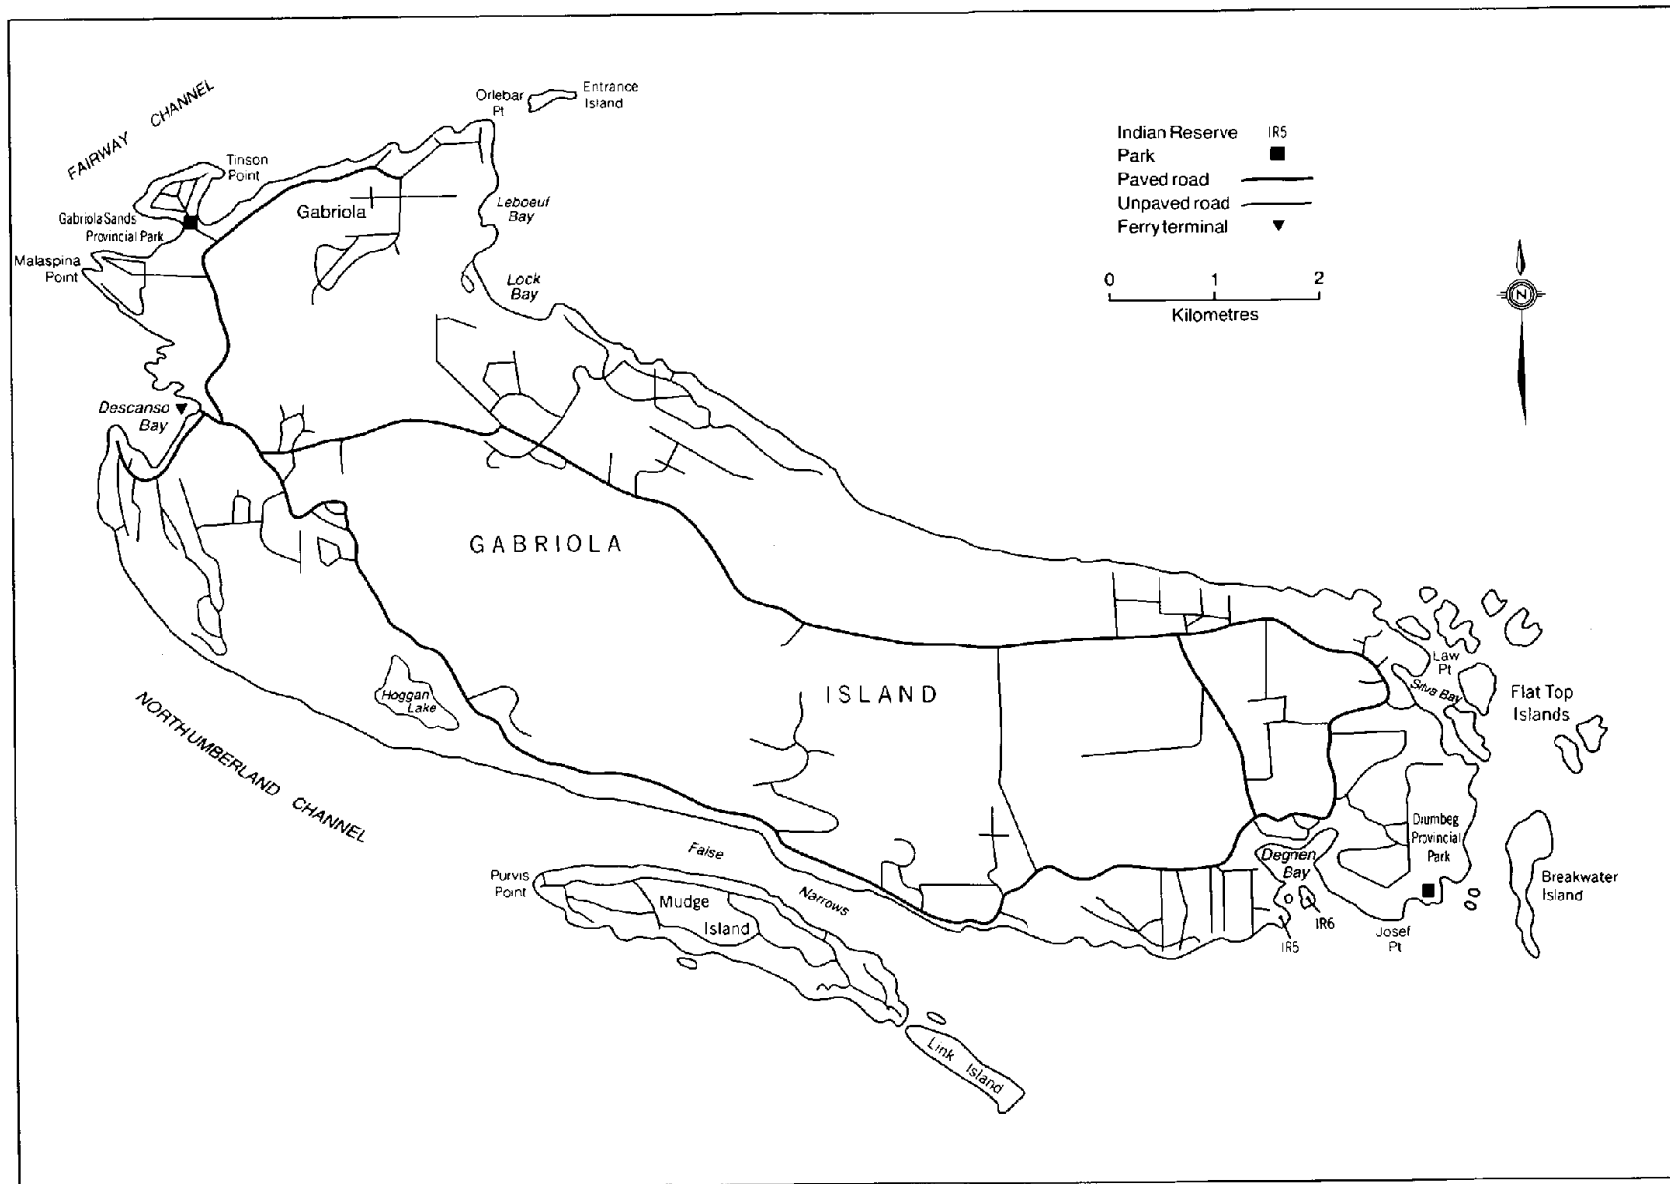 FAIRWAY CHANNEL
Orlebar
Pt
Entrance
Island
Tinson
Point
Gabriola Sands
Provincial Park
Malaspina
Point
Gabriola
Leboeuf
Bay
Lock
Bay
Indian Reserve IR5
Park
Paved road
Unpaved road
Ferry terminal
0 1 2
Kilometres
N
Descanso
Bay
GABRIOLA
ISLAND
Hoggan
Lake
NORTHUMBERLAND CHANNEL
Law
Pt
Silva Bay
Flat Top
Islands
Drumbeg
Provincial
Park
Degnen
Bay
Breakwater
Island
IR6
IR5
Josef
Pt
False
Narrows
Purvis
Point
Mudge
Island
Link Island